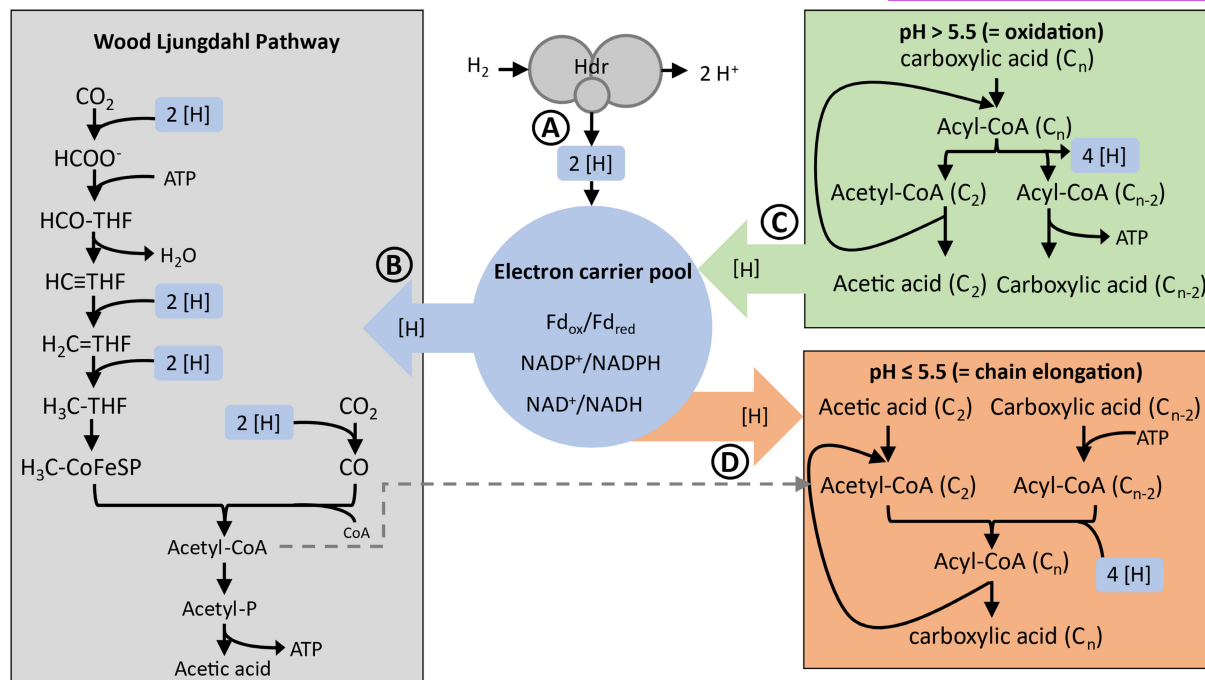 Wood Ljungdahl Pathway
CO₂
2 [H]
HCOO⁻
ATP
HCO-THF
H₂O
HC≡THF
2 [H]
H₂C=THF
2 [H]
H₃C-THF
2 [H]
CO₂
H₃C-CoFeSP
CO
CoA
Acetyl-CoA
Acetyl-P
ATP
Acetic acid
H₂
Hdr
2 H⁺
A
2 [H]
B
[H]
Electron carrier pool
Fdₒₓ/Fd_red
NADP⁺/NADPH
NAD⁺/NADH
C
[H]
[H]
D
pH > 5.5 (= oxidation)
carboxylic acid (Cₙ)
Acyl-CoA (Cₙ)
4 [H]
Acetyl-CoA (C₂)
Acyl-CoA (Cₙ₋₂)
ATP
Acetic acid (C₂)
Carboxylic acid (Cₙ₋₂)
pH ≤ 5.5 (= chain elongation)
Acetic acid (C₂)
Carboxylic acid (Cₙ₋₂)
ATP
Acetyl-CoA (C₂)
Acyl-CoA (Cₙ₋₂)
Acyl-CoA (Cₙ)
4 [H]
carboxylic acid (Cₙ)